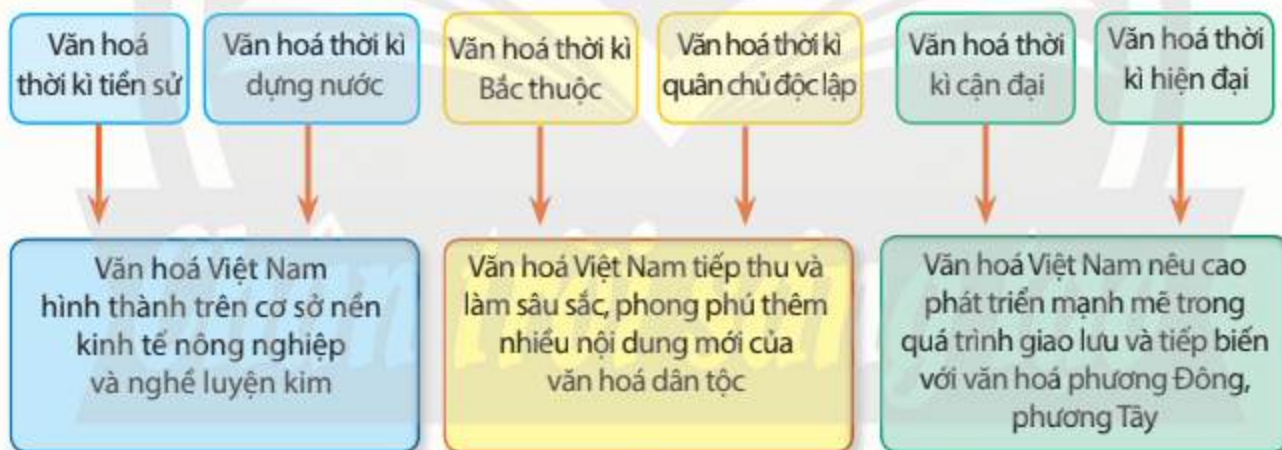 Văn hoá
thời kì tiền sử
Văn hoá thời kì
dựng nước
Văn hoá thời kì
Bắc thuộc
Văn hoá thời kì
quân chủ độc lập
Văn hoá thời
kì cận đại
Văn hoá thời
kì hiện đại
Văn hoá Việt Nam
hình thành trên cơ sở nền
kinh tế nông nghiệp
và nghề luyện kim
Văn hoá Việt Nam tiếp thu và
làm sâu sắc, phong phú thêm
nhiều nội dung mới của
văn hoá dân tộc
Văn hoá Việt Nam nêu cao
phát triển mạnh mẽ trong
quá trình giao lưu và tiếp biến
với văn hoá phương Đông,
phương Tây